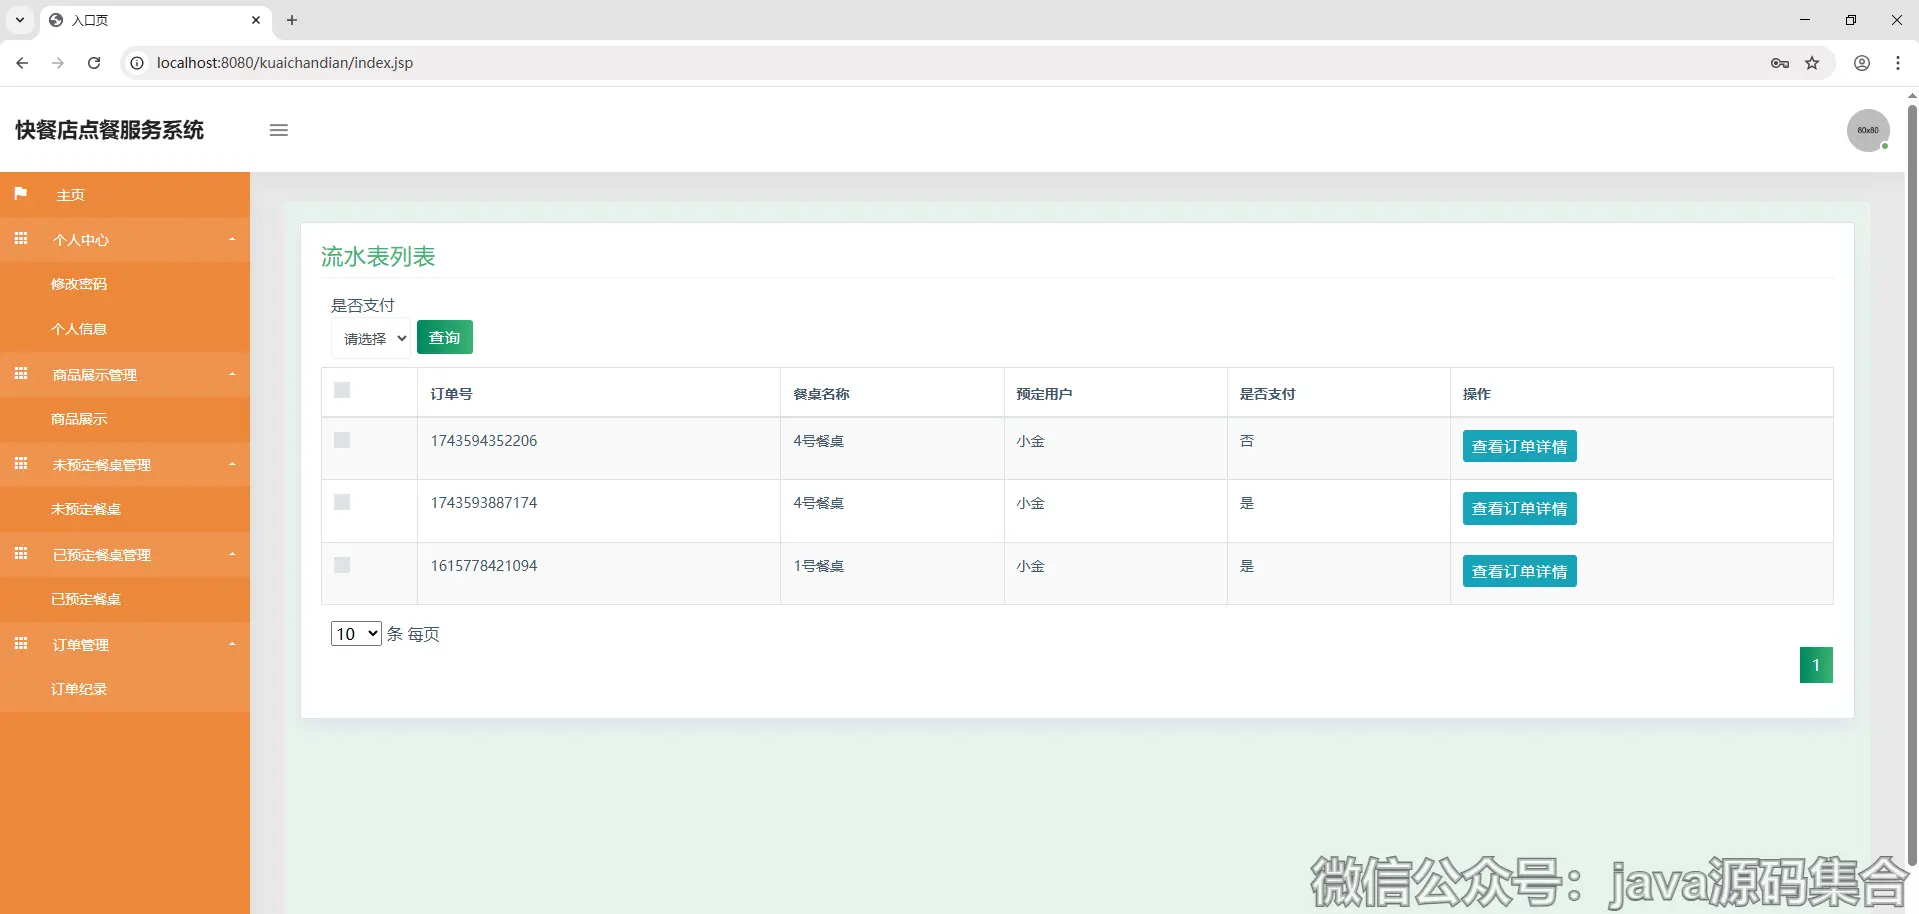 入口页
localhost:8080/kuaichandian/index.jsp
快餐店点餐服务系统
80x80
主页
个人中心
修改密码
个人信息
商品展示管理
商品展示
未预定餐桌管理
未预定餐桌
已预定餐桌管理
已预定餐桌
订单管理
订单纪录
流水表列表
是否支付
请选择 查询
订单号 餐桌名称 预定用户 是否支付 操作
1743594352206 4号餐桌 小金 否 查看订单详情
1743593887174 4号餐桌 小金 是 查看订单详情
1615778421094 1号餐桌 小金 是 查看订单详情
10 条 每页
1
微信公众号：java源码集合